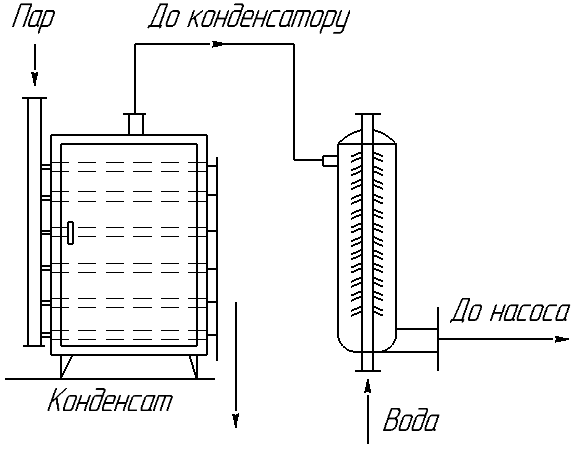 Пар
До конденсатору
До насоса
Конденсат
Вода